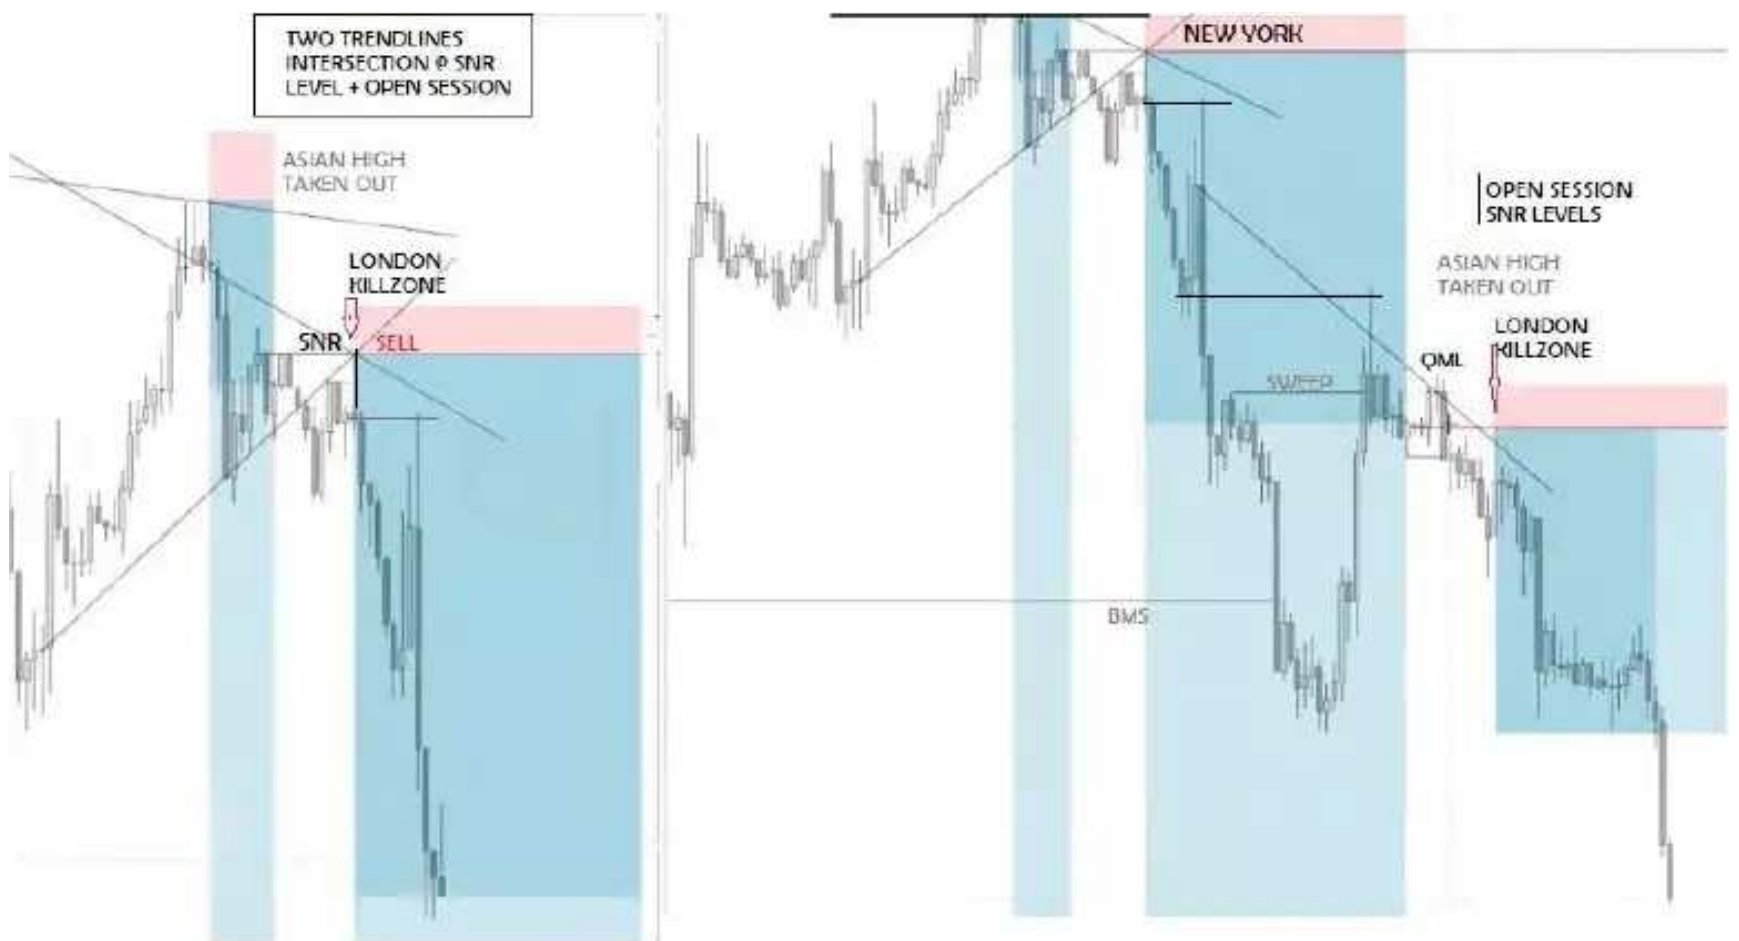 TWO TRENDLINES
INTERSECTION @ SNR
LEVEL + OPEN SESSION
ASIAN HIGH
TAKEN OUT
LONDON
KILLZONE
SNR
SELL
NEW YORK
OPEN SESSION
SNR LEVELS
ASIAN HIGH
TAKEN OUT
LONDON
KILLZONE
QML
SWEEP
BMS